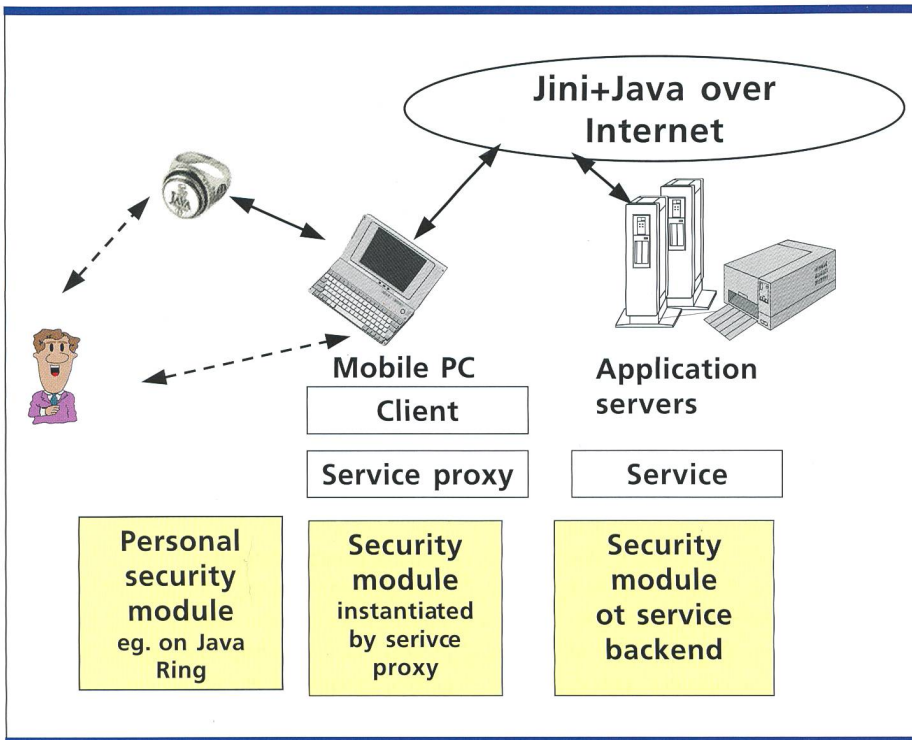 Jini+Java over
Internet
JAVA
Mobile PC
Application
servers
Client
Service proxy
Service
Personal
security
module
eg. on Java
Ring
Security
module
instantiated
by serivce
proxy
Security
module
ot service
backend